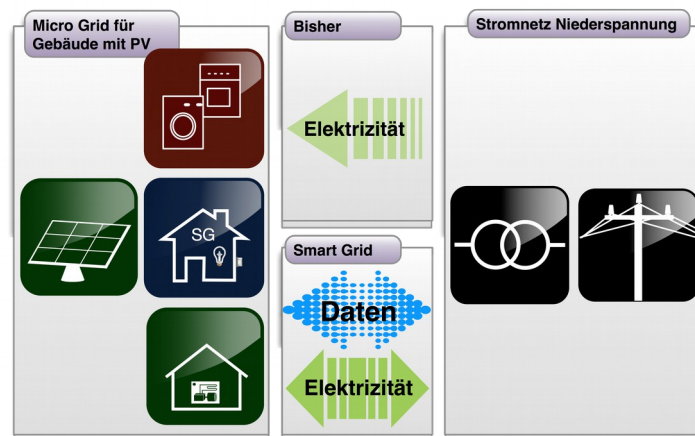 Micro Grid für
Gebäude mit PV
SG
Bisher
Elektrizität
Smart Grid
Daten
Elektrizität
Stromnetz Niederspannung